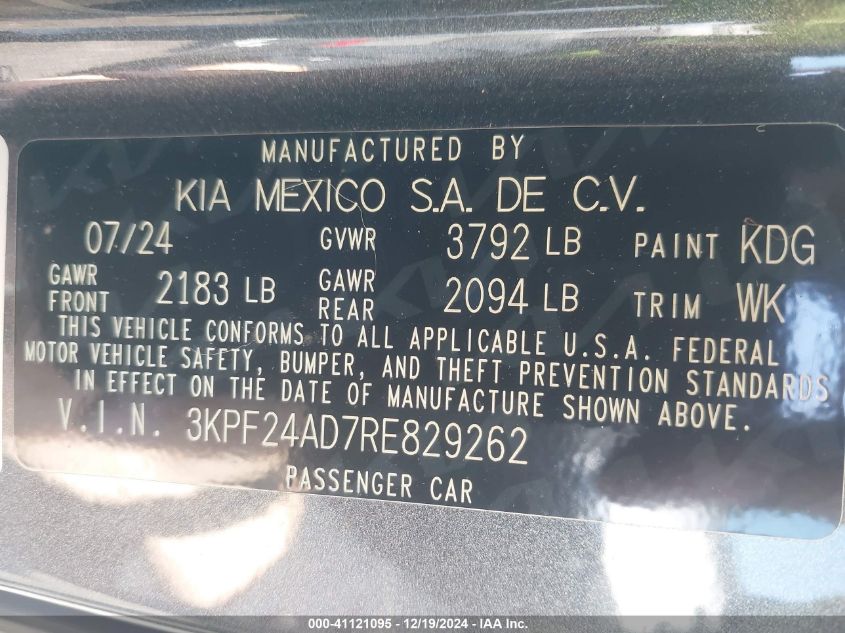 MANUFACTURED BY
KIA MEXICO S.A. DE C.V.
07/24 GVWR 3792 LB PAINT KDG
GAWR FRONT 2183 LB GAWR REAR 2094 LB TRIM WK
THIS VEHICLE CONFORMS TO ALL APPLICABLE U.S.A. FEDERAL
MOTOR VEHICLE SAFETY, BUMPER, AND THEFT PREVENTION STANDARDS
IN EFFECT ON THE DATE OF MANUFACTURE SHOWN ABOVE.
V.I.N. 3KPF24AD7RE829262
PASSENGER CAR
000-41121095 / 12/19/2024 - IAA Inc.